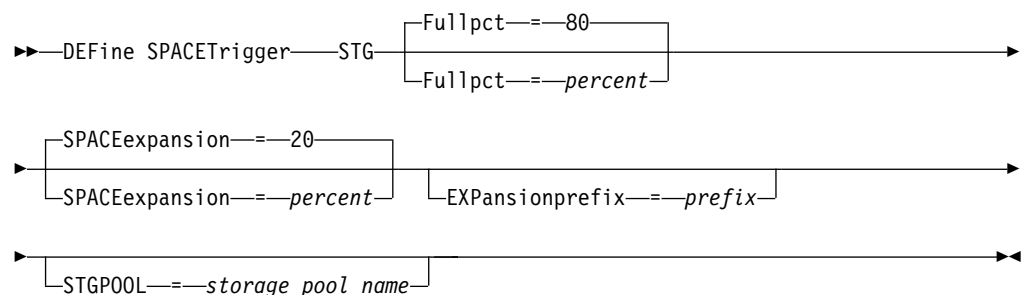 Fullpct = 80
DEFine SPACETrigger STG
Fullpct = percent
SPACEexpansion = 20
SPACEexpansion = percent
EXPansionprefix = prefix
STGPOOL = storage pool name